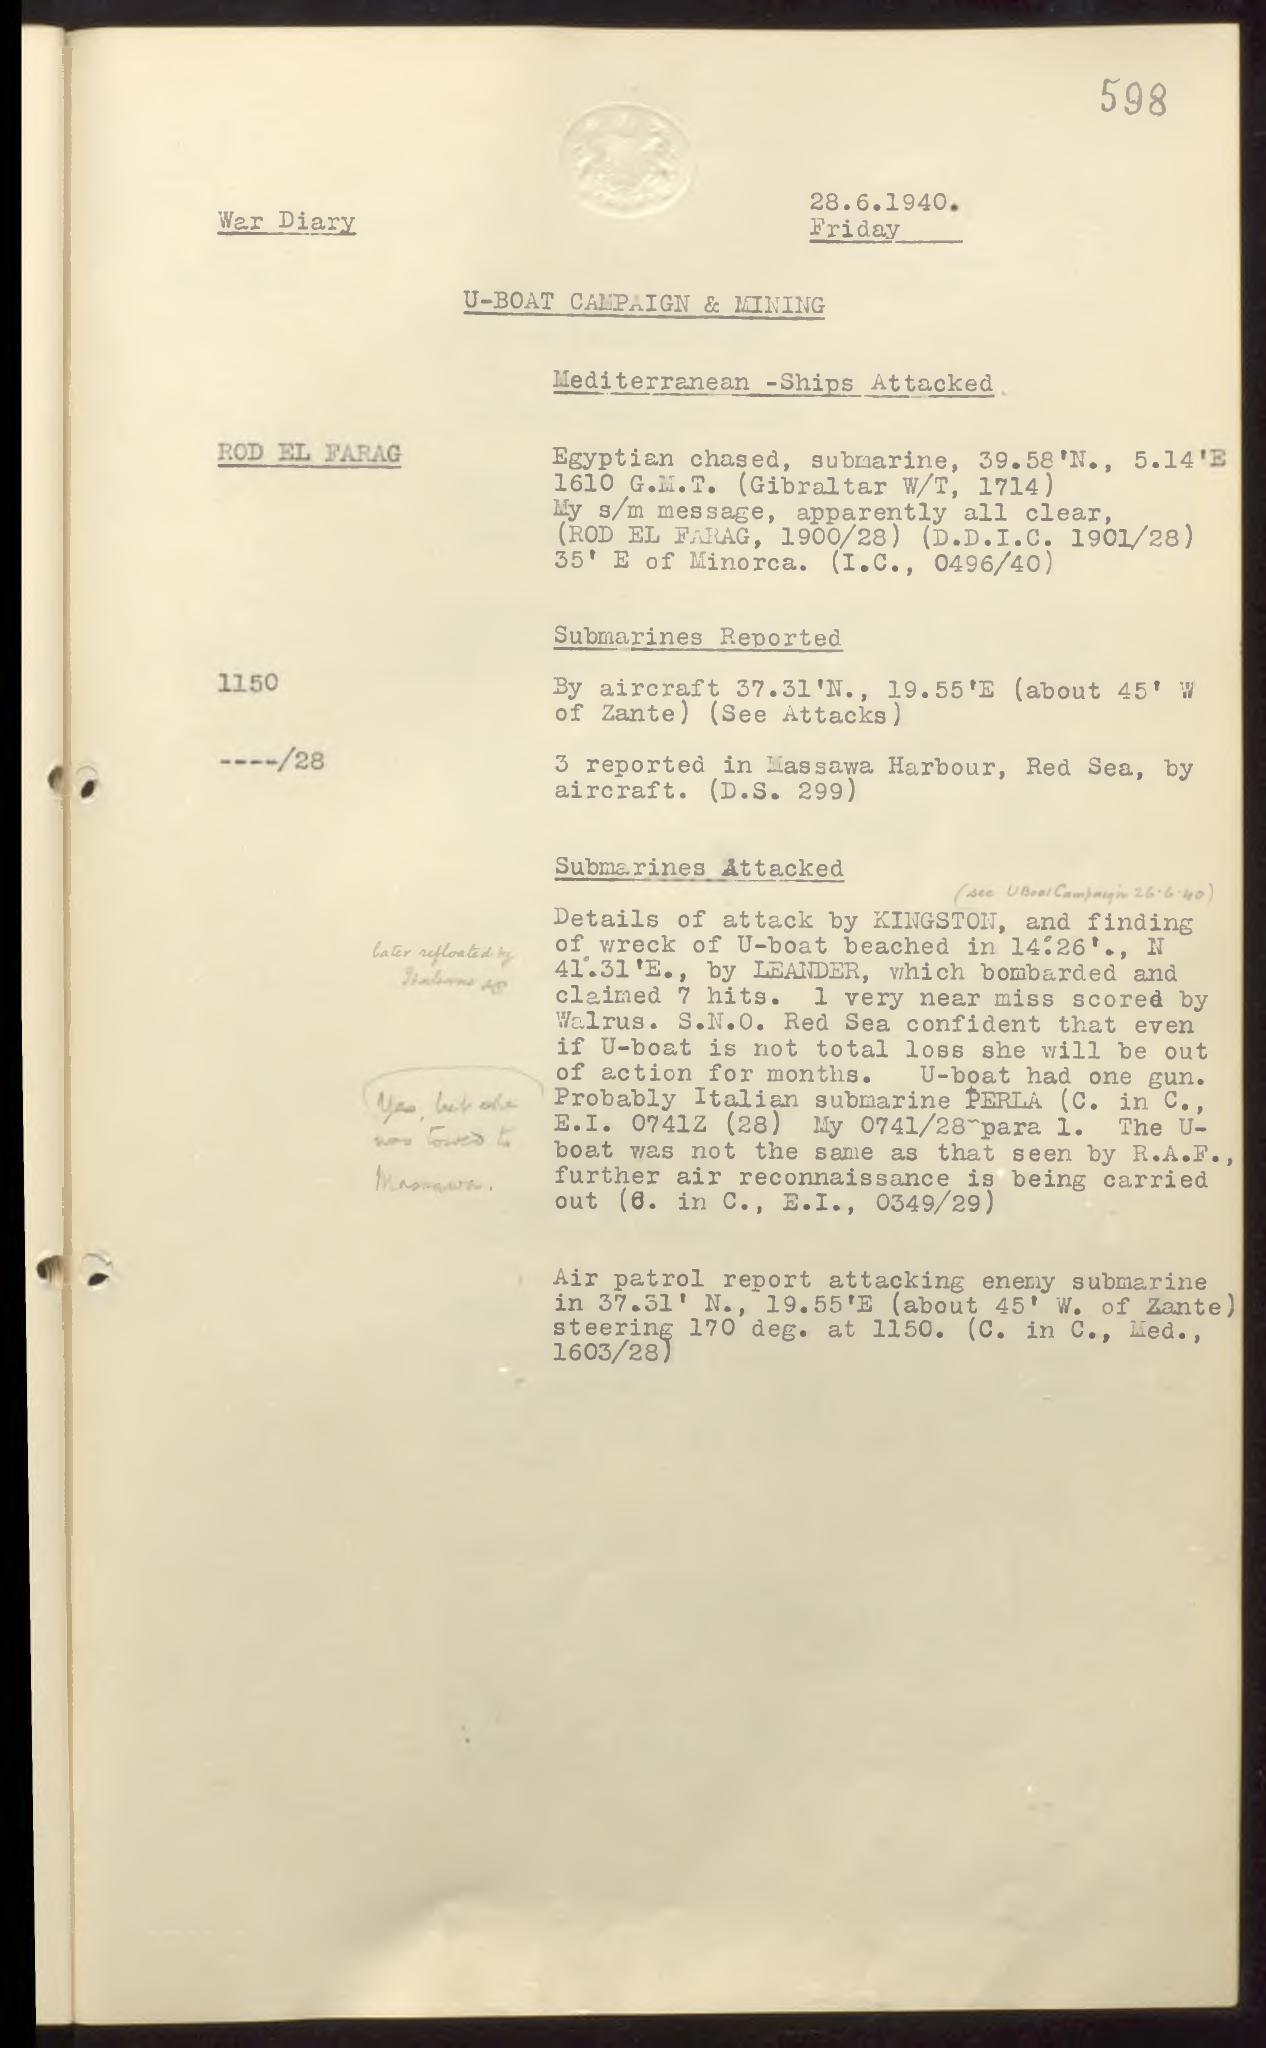 598
War Diary
28.6.1940.
Friday
U-BOAT CAMPAIGN & MINING
Mediterranean -Ships Attacked
ROD EL FARAG
Egyptian chased, submarine, 39.58'N., 5.14'E
1610 G.M.T. (Gibraltar W/T, 1714)
My s/m message, apparently all clear,
(ROD EL FARAG, 1900/28) (D.D.I.C. 1901/28)
35' E of Minorca. (I.C., 0496/40)
Submarines Reported
1150
By aircraft 37.31'N., 19.55'E (about 45' W
of Zante) (See Attacks)
----/28
3 reported in Massawa Harbour, Red Sea, by
aircraft. (D.S. 299)
Submarines Attacked
(see U Boat Campaign 26.6.40)
Details of attack by KINGSTON, and finding
of wreck of U-boat beached in 14°.26'., N
41°.31'E., by LEANDER, which bombarded and
claimed 7 hits. 1 very near miss scored by
Walrus. S.N.O. Red Sea confident that even
if U-boat is not total loss she will be out
of action for months. U-boat had one gun.
Probably Italian submarine PERLA (C. in C.,
E.I. 0741Z (28) My 0741/28 para 1. The U-
boat was not the same as that seen by R.A.F.,
further air reconnaissance is being carried
out (C. in C., E.I., 0349/29)
later refloated by
Italians
Yes, but she
was towed to
Massawa.
Air patrol report attacking enemy submarine
in 37.31' N., 19.55'E (about 45' W. of Zante)
steering 170 deg. at 1150. (C. in C., Med.,
1603/28)